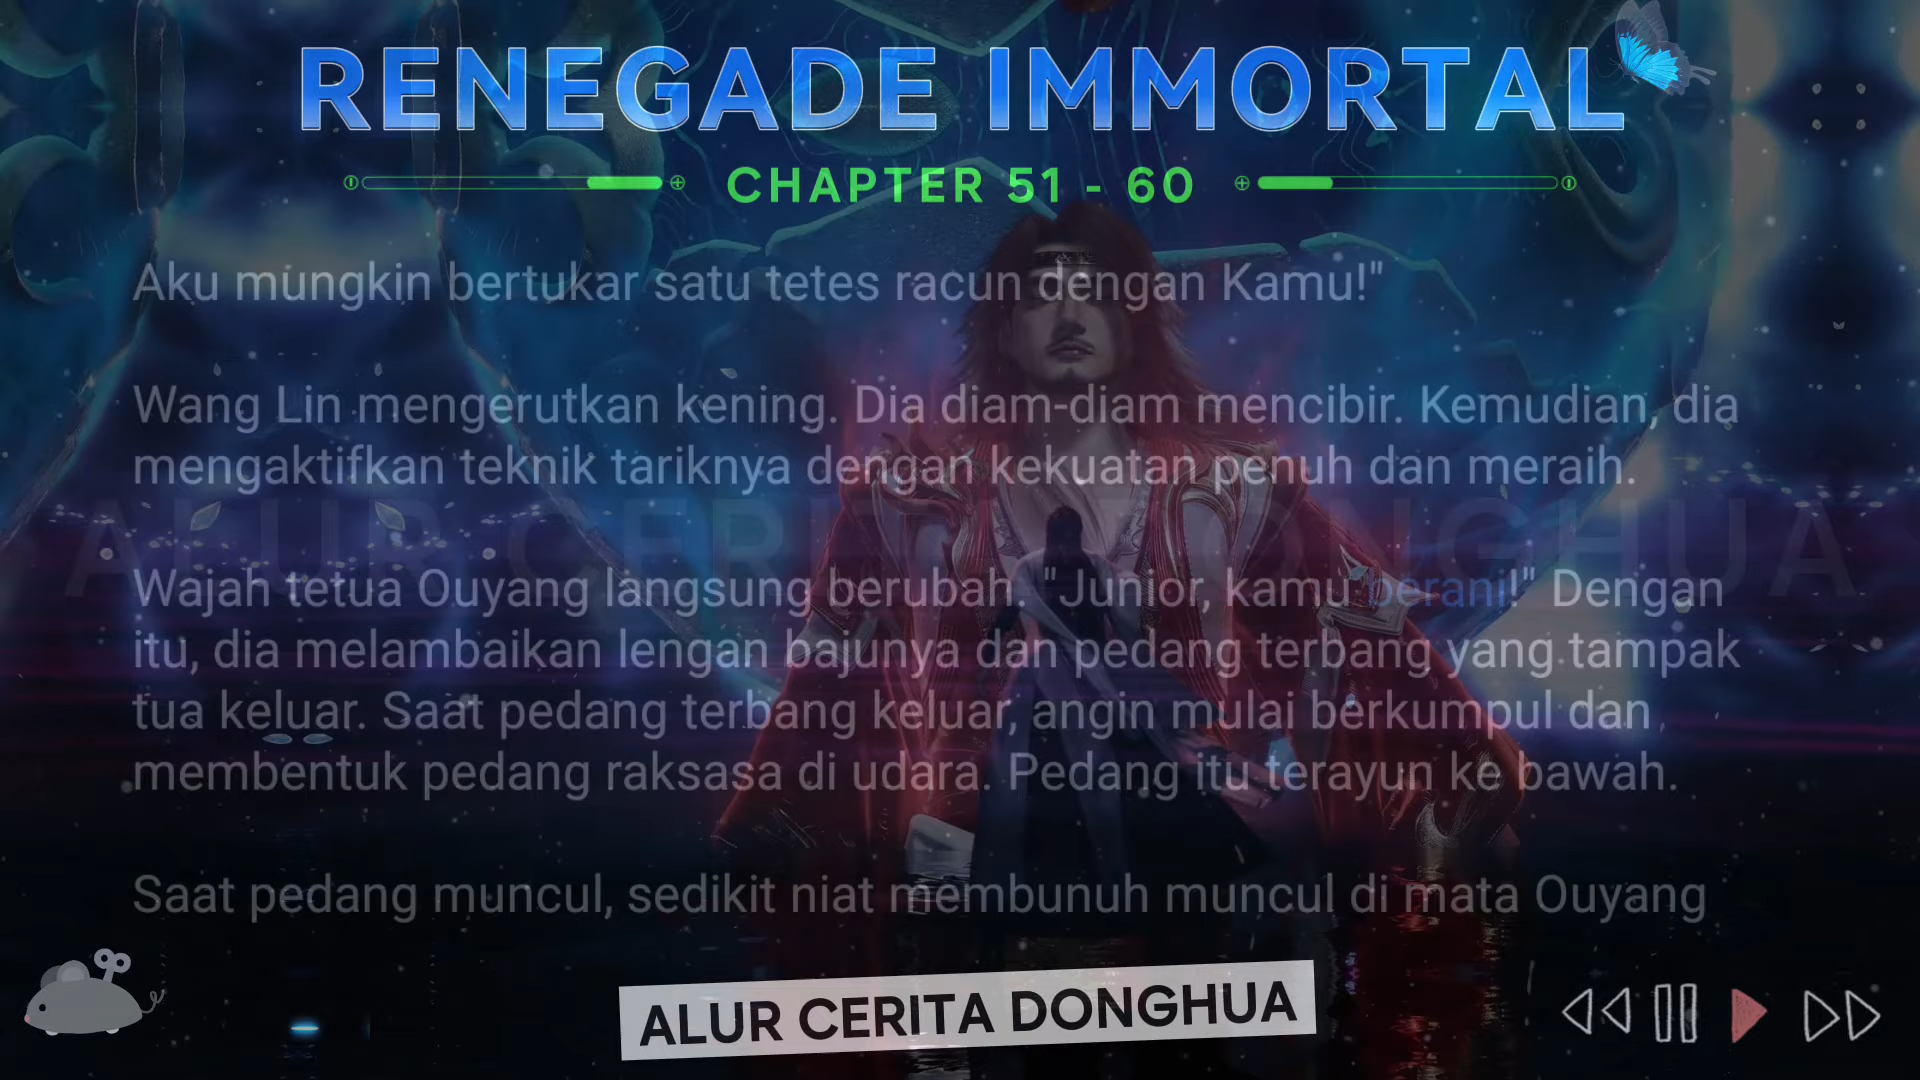 RENEGADE IMMORTAL
CHAPTER 51 - 60
Aku mungkin bertukar satu tetes racun dengan Kamu!"
Wang Lin mengerutkan kening. Dia diam-diam mencibir. Kemudian, dia
mengaktifkan teknik tariknya dengan kekuatan penuh dan meraih.
ALUR CERITA DONGHUA
Wajah tetua Ouyang langsung berubah. "Junior, kamu berani!" Dengan
itu, dia melambaikan lengan bajunya dan pedang terbang yang tampak
tua keluar. Saat pedang terbang keluar, angin mulai berkumpul dan
membentuk pedang raksasa di udara. Pedang itu terayun ke bawah.
Saat pedang muncul, sedikit niat membunuh muncul di mata Ouyang
ALUR CERITA DONGHUA